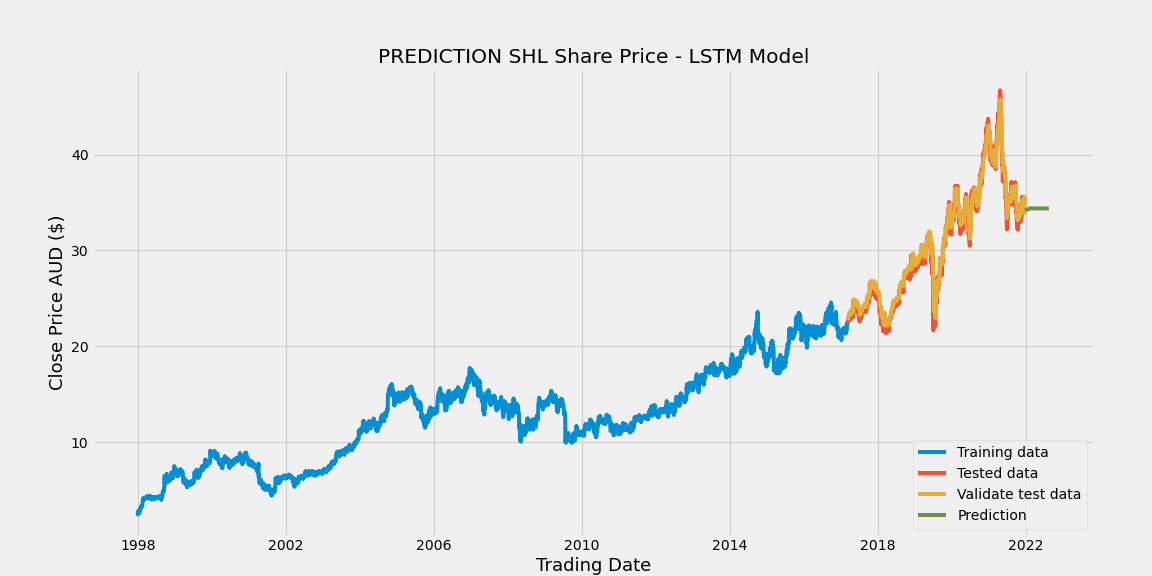 PREDICTION SHL Share Price - LSTM Model
Close Price AUD ($)
40
30
20
10
1998 2002 2006 2010 2014 2018 2022
Trading Date
Training data
Tested data
Validate test data
Prediction